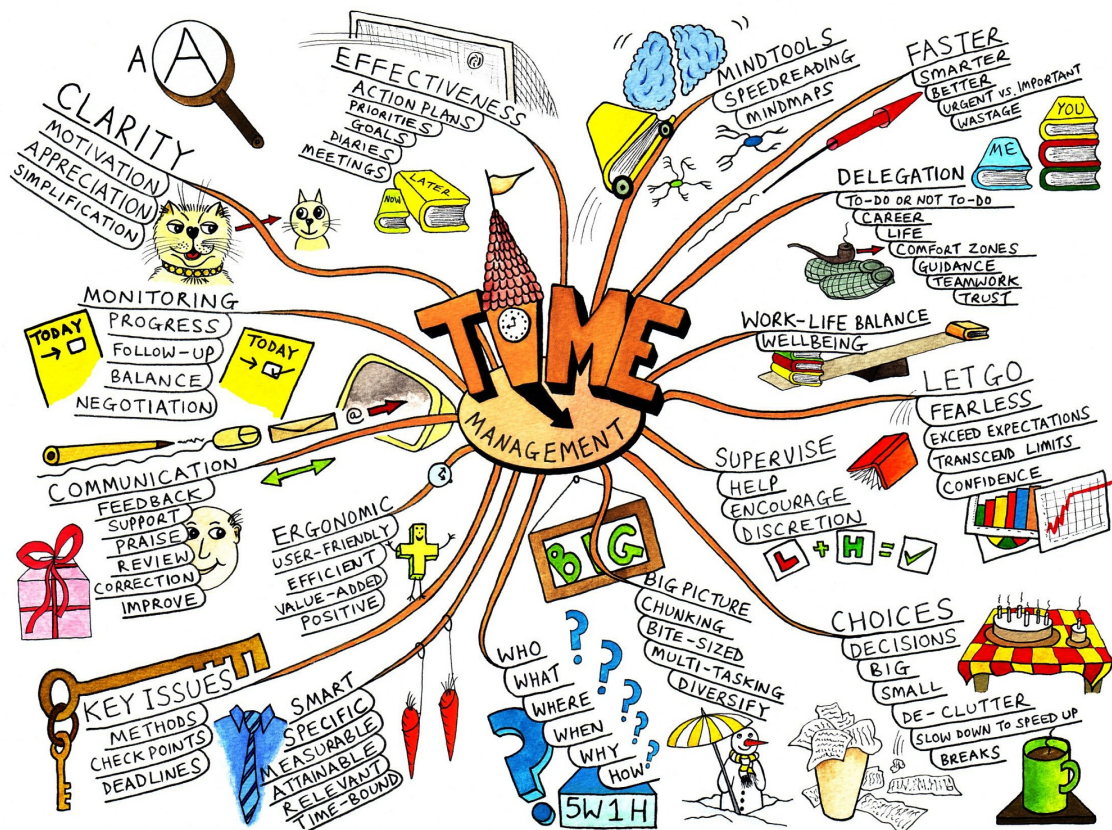 TIME
MANAGEMENT
A A
CLARITY
MOTIVATION
APPRECIATION
SIMPLIFICATION
EFFECTIVENESS
ACTION PLANS
PRIORITIES
GOALS
DIARIES
MEETINGS
NOW
LATER
MINDTOOLS
SPEEDREADING
MINDMAPS
FASTER
SMARTER
BETTER
URGENT VS. IMPORTANT
WASTAGE
YOU
ME
DELEGATION
TO-DO OR NOT TO-DO
CAREER
LIFE
COMFORT ZONES
GUIDANCE
TEAMWORK
TRUST
WORK-LIFE BALANCE
WELLBEING
LET GO
FEARLESS
EXCEED EXPECTATIONS
TRANSCEND LIMITS
CONFIDENCE
SUPERVISE
HELP
ENCOURAGE
DISCRETION
L + H = ✓
CHOICES
DECISIONS
BIG
SMALL
DE-CLUTTER
SLOW DOWN TO SPEED UP
BREAKS
BIG
BIG PICTURE
CHUNKING
BITE-SIZED
MULTI-TASKING
DIVERSIFY
WHO
WHAT
WHERE
WHEN
WHY
HOW
? ? ? ? ? ?
?
5W1H
SMART
SPECIFIC
MEASURABLE
ATTAINABLE
RELEVANT
TIME-BOUND
KEY ISSUES
METHODS
CHECKPOINTS
DEADLINES
ERGONOMIC
USER-FRIENDLY
EFFICIENT
VALUE-ADDED
POSITIVE
COMMUNICATION
FEEDBACK
SUPPORT
PRAISE
REVIEW
CORRECTION
IMPROVE
@
MONITORING
PROGRESS
FOLLOW-UP
BALANCE
NEGOTIATION
TODAY
→ ☐
TODAY
→ ☑